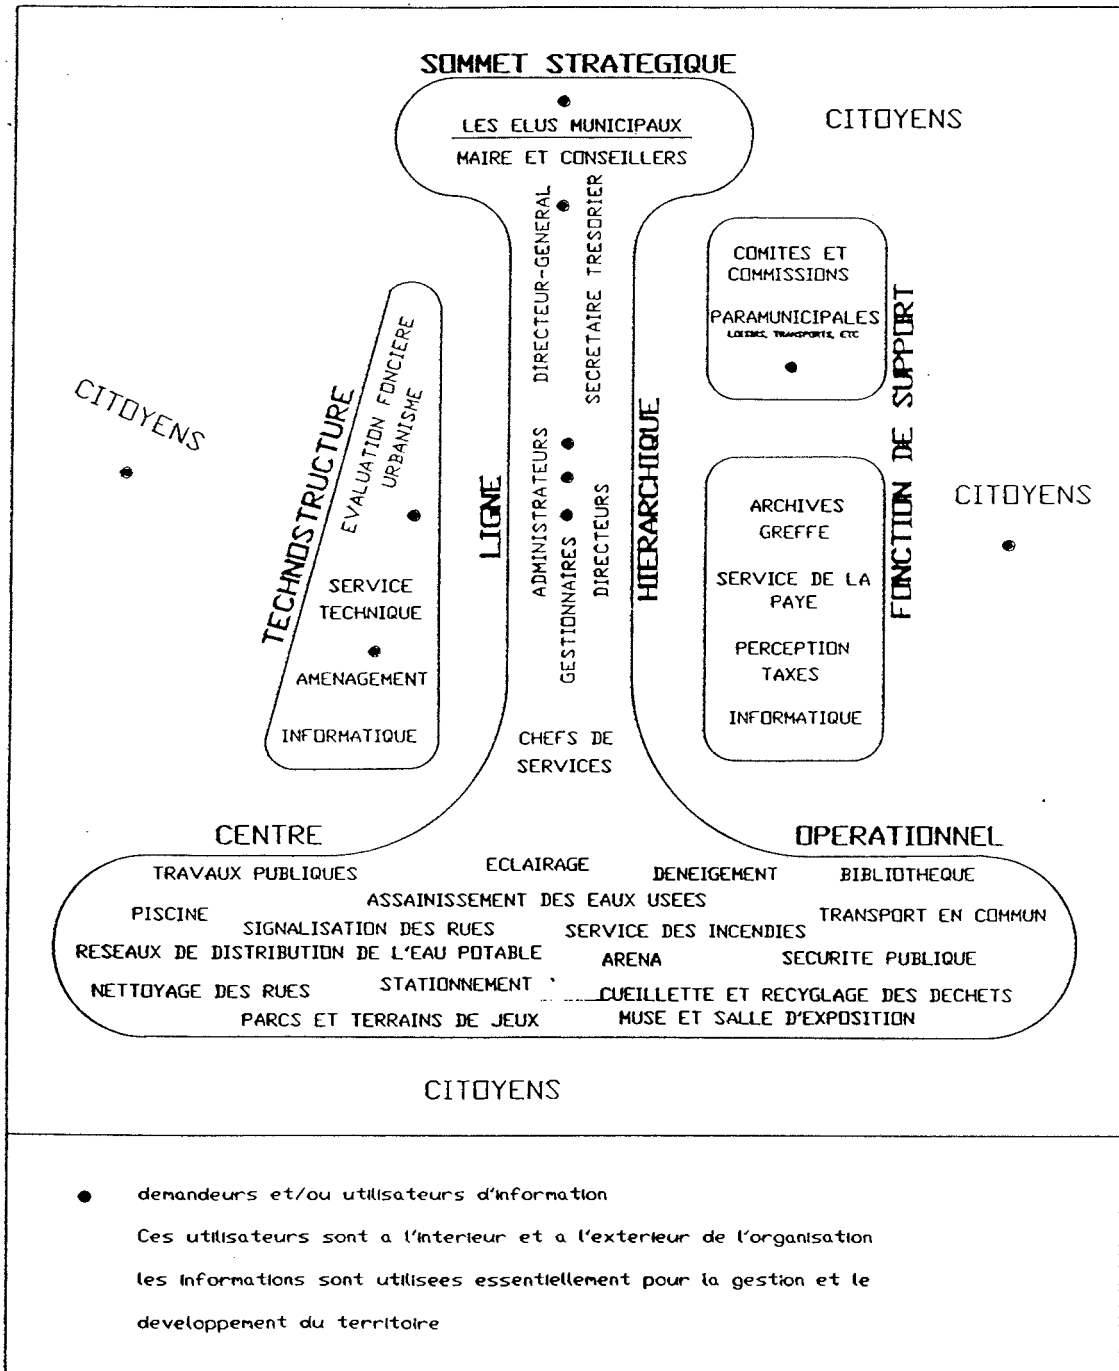 SOMMET STRATEGIQUE
LES ELUS MUNICIPAUX
MAIRE ET CONSEILLERS
CITOYENS
DIRECTEUR-GENERAL
SECRETAIRE TRESORIER
COMITES ET
COMMISSIONS
PARAMUNICIPALES
LOISIRS, TRANSPORTS, ETC
FONCTION DE SUPPORT
CITOYENS
TECHNOSTRUCTURE
EVALUATION FONCIERE
URBANISME
LIGNE
HIERARCHIQUE
ADMINISTRATEURS
GESTIONNAIRES
DIRECTEURS
CITOYENS
ARCHIVES
GREFFE
SERVICE DE LA
PAYE
PERCEPTION
TAXES
INFORMATIQUE
SERVICE
TECHNIQUE
AMENAGEMENT
INFORMATIQUE
CHEFS DE
SERVICES
CENTRE
OPERATIONNEL
TRAVAUX PUBLIQUES
ECLAIRAGE
DENEIGEMENT
BIBLIOTHEQUE
ASSAINISSEMENT DES EAUX USEES
PISCINE
TRANSPORT EN COMMUN
SIGNALISATION DES RUES
SERVICE DES INCENDIES
RESEAUX DE DISTRIBUTION DE L'EAU POTABLE
ARENA
SECURITE PUBLIQUE
NETTOYAGE DES RUES
STATIONNEMENT
CUEILLETTE ET RECYGLAGE DES DECHETS
PARCS ET TERRAINS DE JEUX
MUSE ET SALLE D'EXPOSITION
CITOYENS
demandeurs et/ou utilisateurs d'information
Ces utilisateurs sont a l'interieur et a l'exterieur de l'organisation
les informations sont utilisees essentiellement pour la gestion et le
developpement du territoire